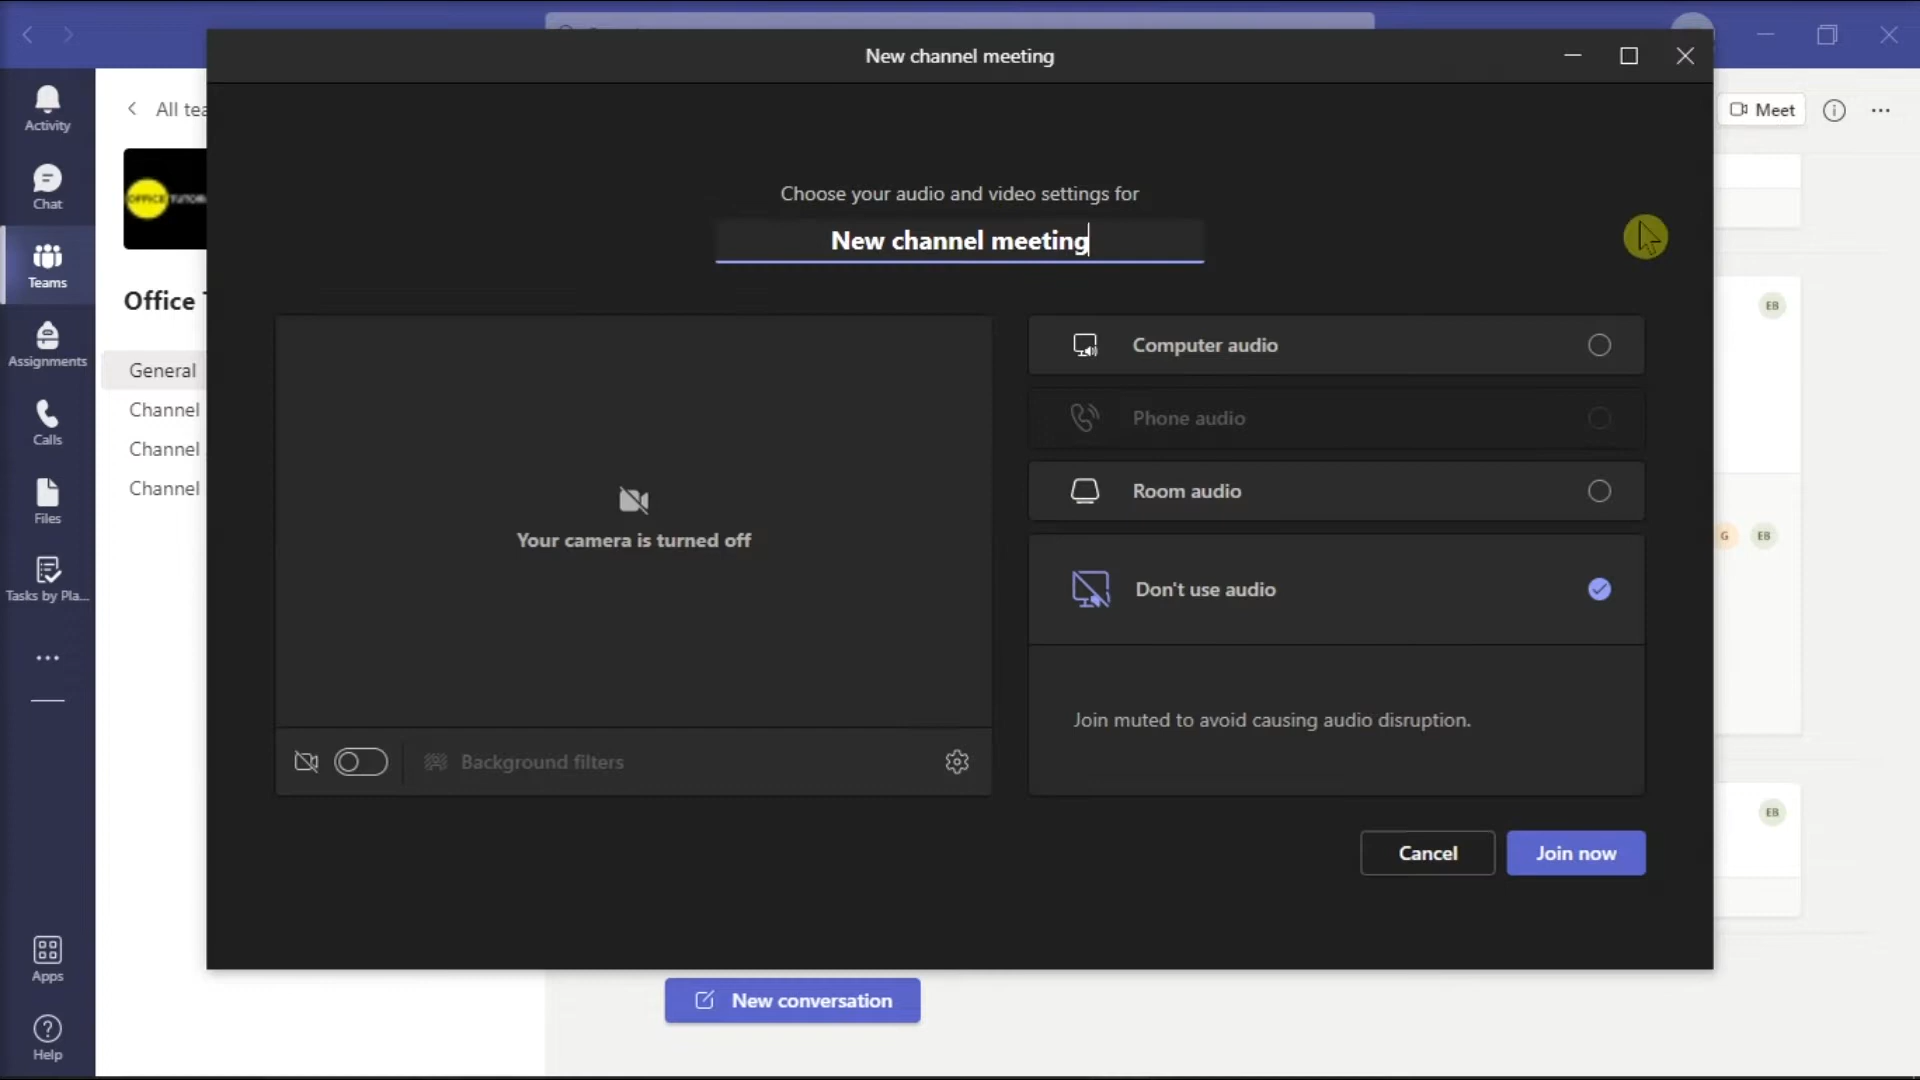 New channel meeting
Activity
All tea
Meet
Chat
OFFICE
Choose your audio and video settings for
New channel meeting
Teams
Office
EB
Computer audio
Assignments
General
Channel
Phone audio
Calls
Channel
Channel
Room audio
Files
Your camera is turned off
G EB
Tasks by Pla...
Don't use audio
Join muted to avoid causing audio disruption.
Background filters
EB
Cancel
Join now
Apps
New conversation
Help